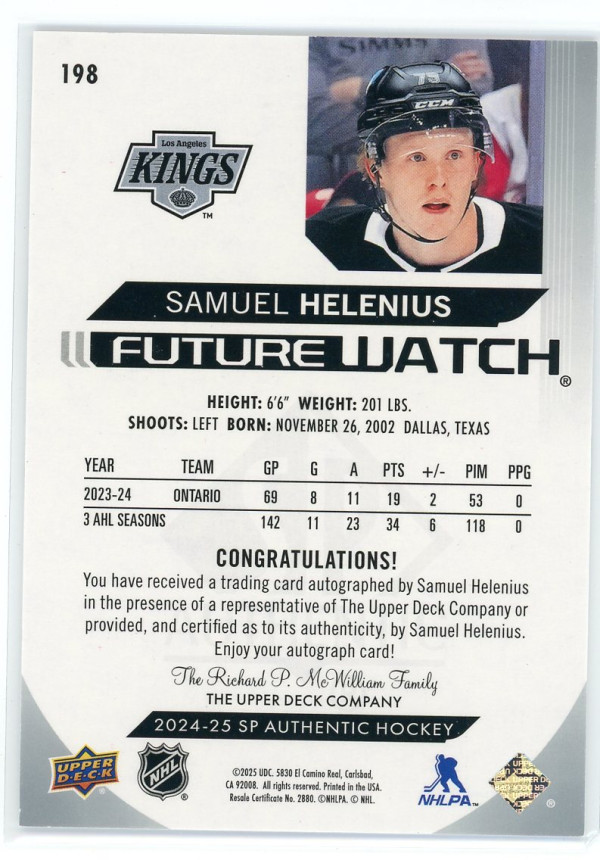 198
SIMMS
79
CCM
Los Angeles
KINGS
TM
SAMUEL HELENIUS
FUTURE WATCH®
HEIGHT: 6'6" WEIGHT: 201 LBS.
SHOOTS: LEFT BORN: NOVEMBER 26, 2002 DALLAS, TEXAS
YEAR TEAM GP G A PTS +/- PIM PPG
2023-24 ONTARIO 69 8 11 19 2 53 0
3 AHL SEASONS 142 11 23 34 6 118 0
CONGRATULATIONS!
You have received a trading card autographed by Samuel Helenius
in the presence of a representative of The Upper Deck Company or
provided, and certified as to its authenticity, by Samuel Helenius.
Enjoy your autograph card!
The Richard P. McWilliam Family
THE UPPER DECK COMPANY
2024-25 SP AUTHENTIC HOCKEY
UPPER
D·E·C·K
NHL
©2025 UDC. 5830 El Camino Real, Carlsbad,
CA 92008. All rights reserved. Printed in the USA.
Resale Certificate No. 2880. ©NHLPA. © NHL.
NHLPA™
®